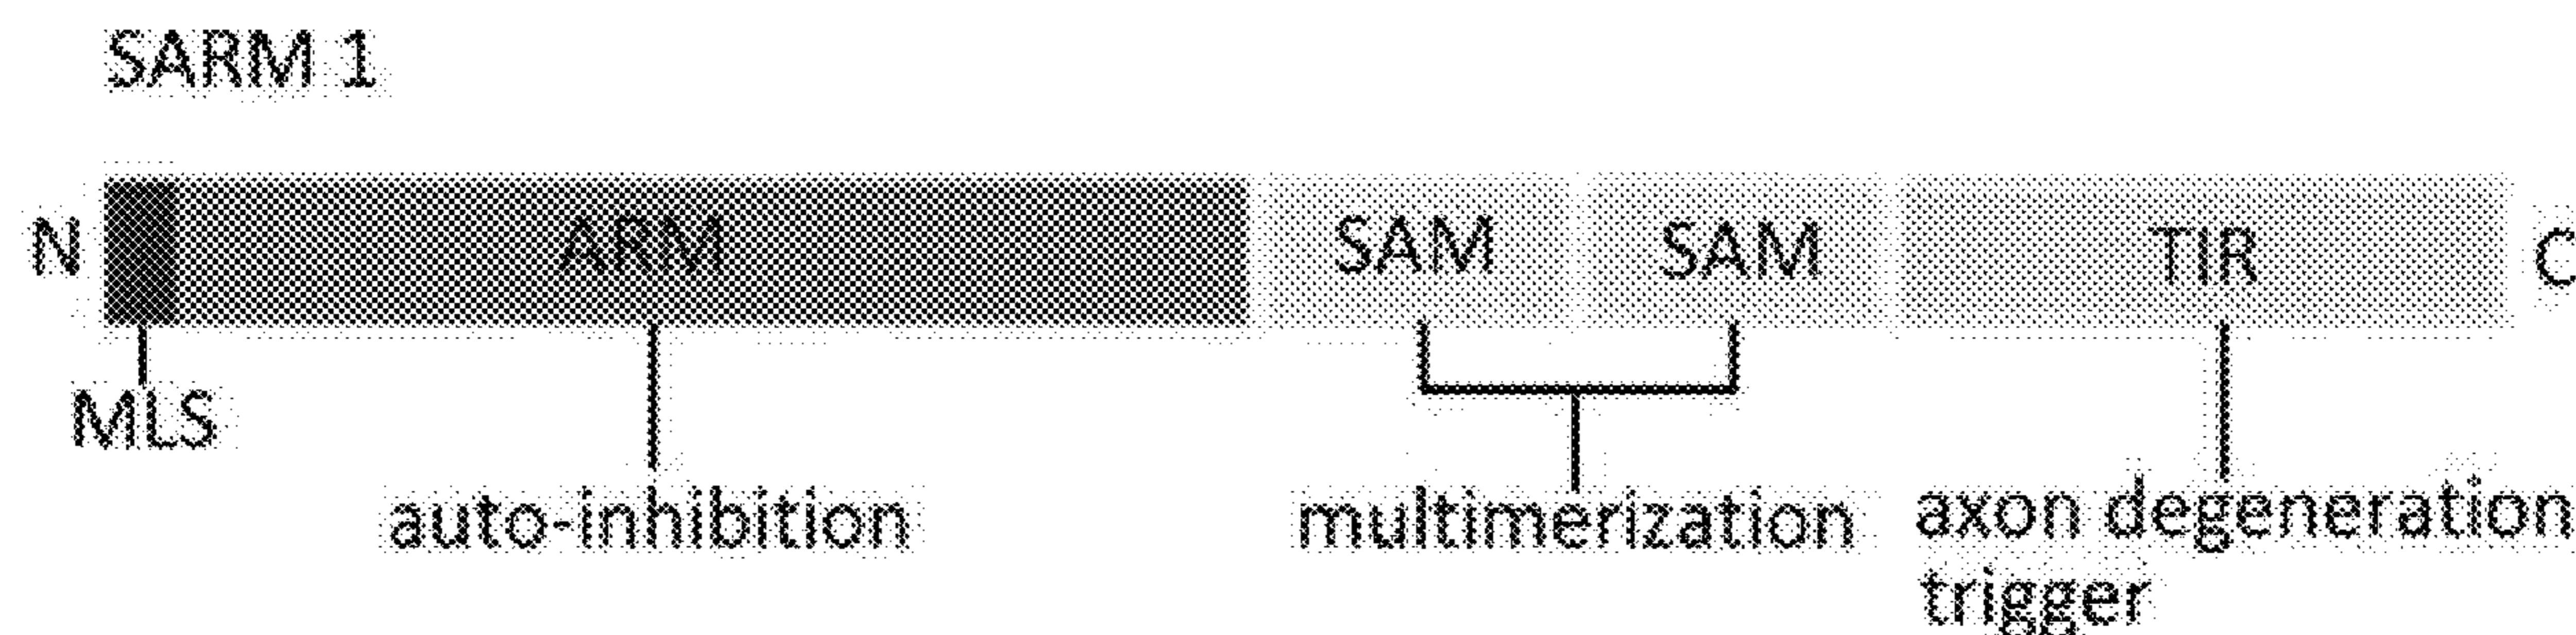 SARM 1
N ARM SAM SAM TIR C
MLS
auto-inhibition multimerization axon degeneration
trigger